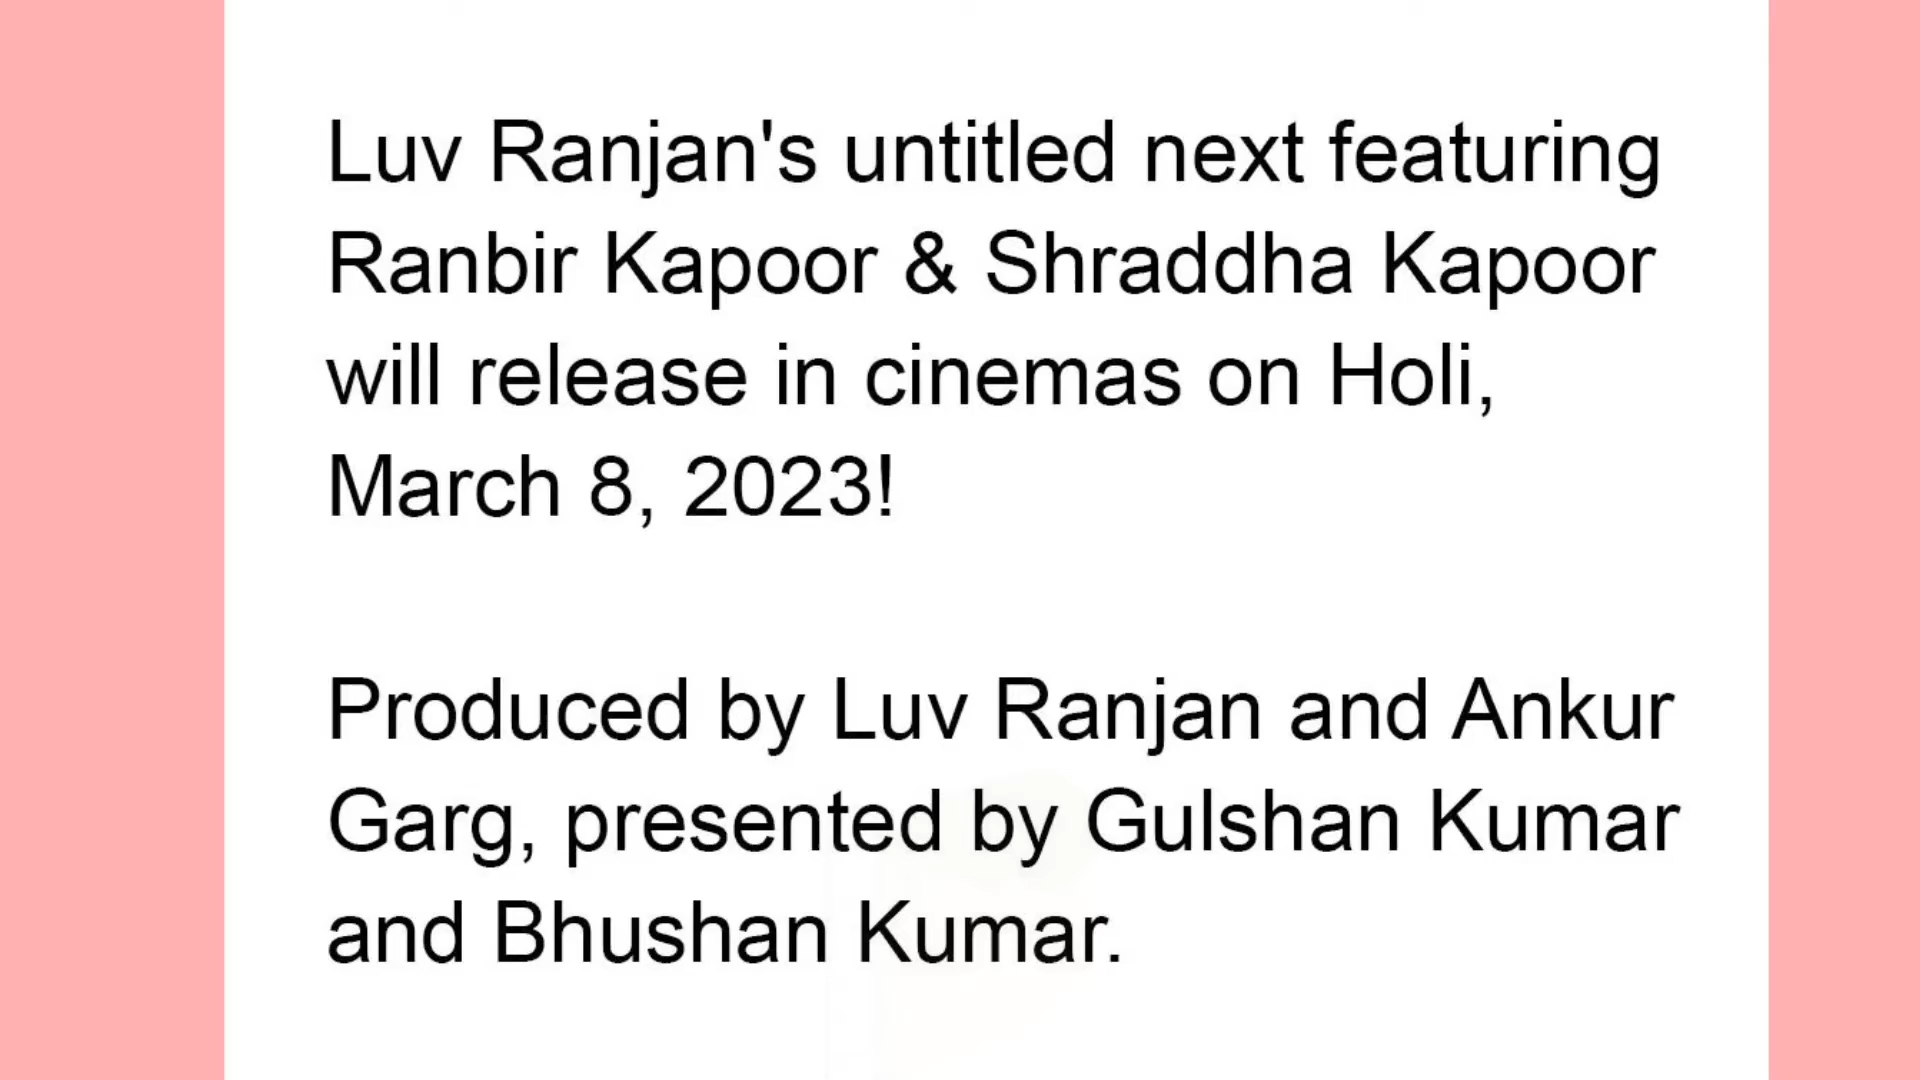 Luv Ranjan's untitled next featuring
Ranbir Kapoor & Shraddha Kapoor
will release in cinemas on Holi,
March 8, 2023!
Produced by Luv Ranjan and Ankur
Garg, presented by Gulshan Kumar
and Bhushan Kumar.